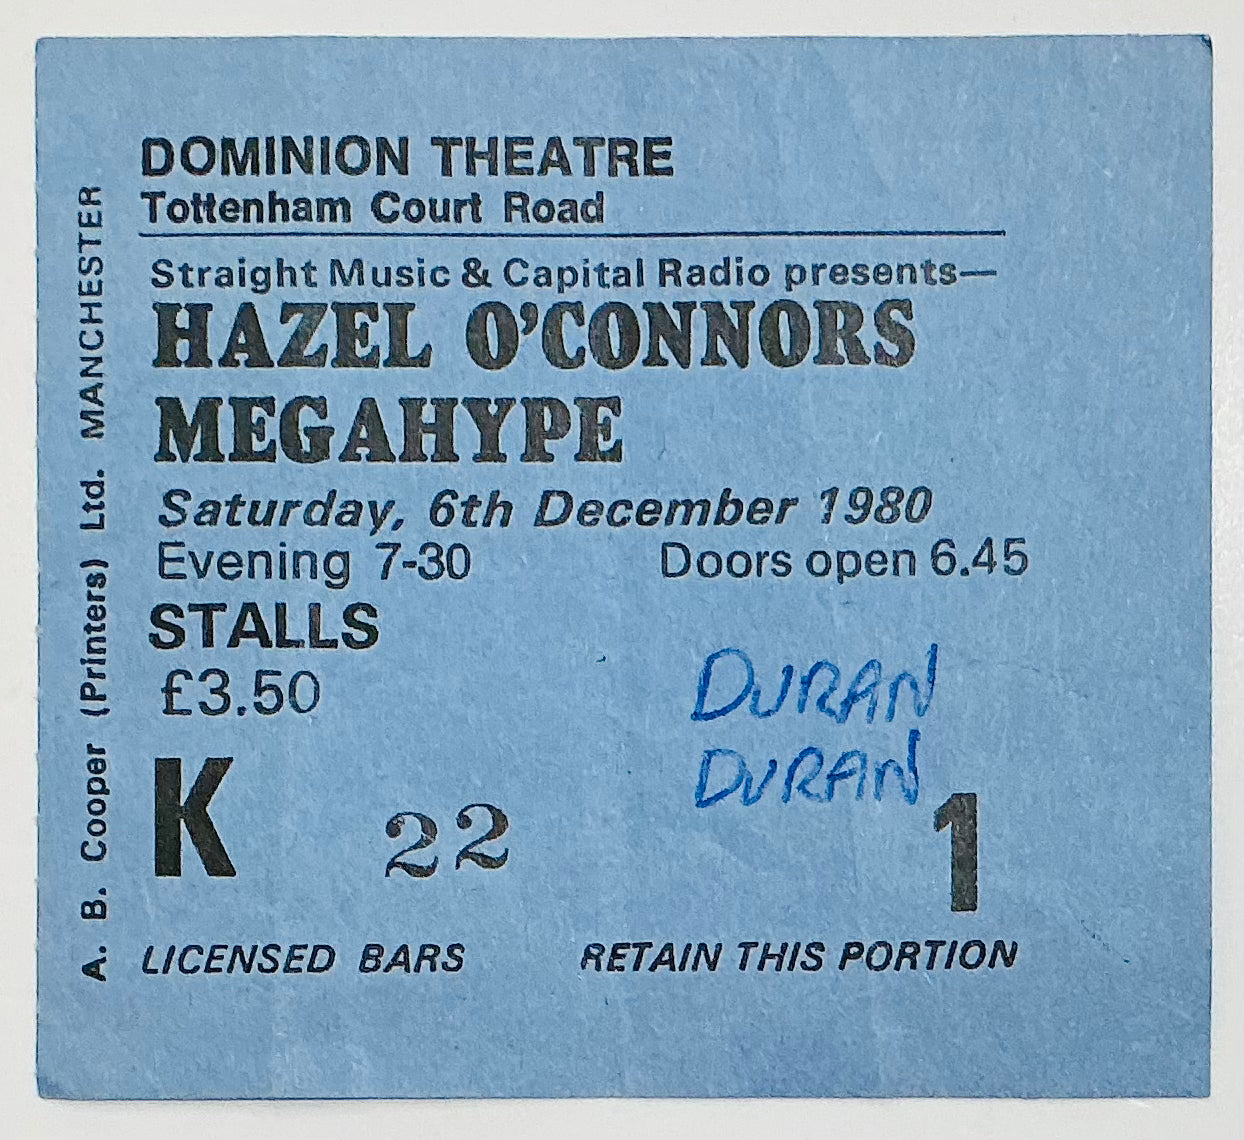 DOMINION THEATRE
Tottenham Court Road
Straight Music & Capital Radio presents—
HAZEL O'CONNORS
MEGAHYPE
Saturday, 6th December 1980
Evening 7-30 Doors open 6.45
STALLS
£3.50
DURAN
DURAN
K 22 1
LICENSED BARS RETAIN THIS PORTION
A. B. Cooper (Printers) Ltd. MANCHESTER